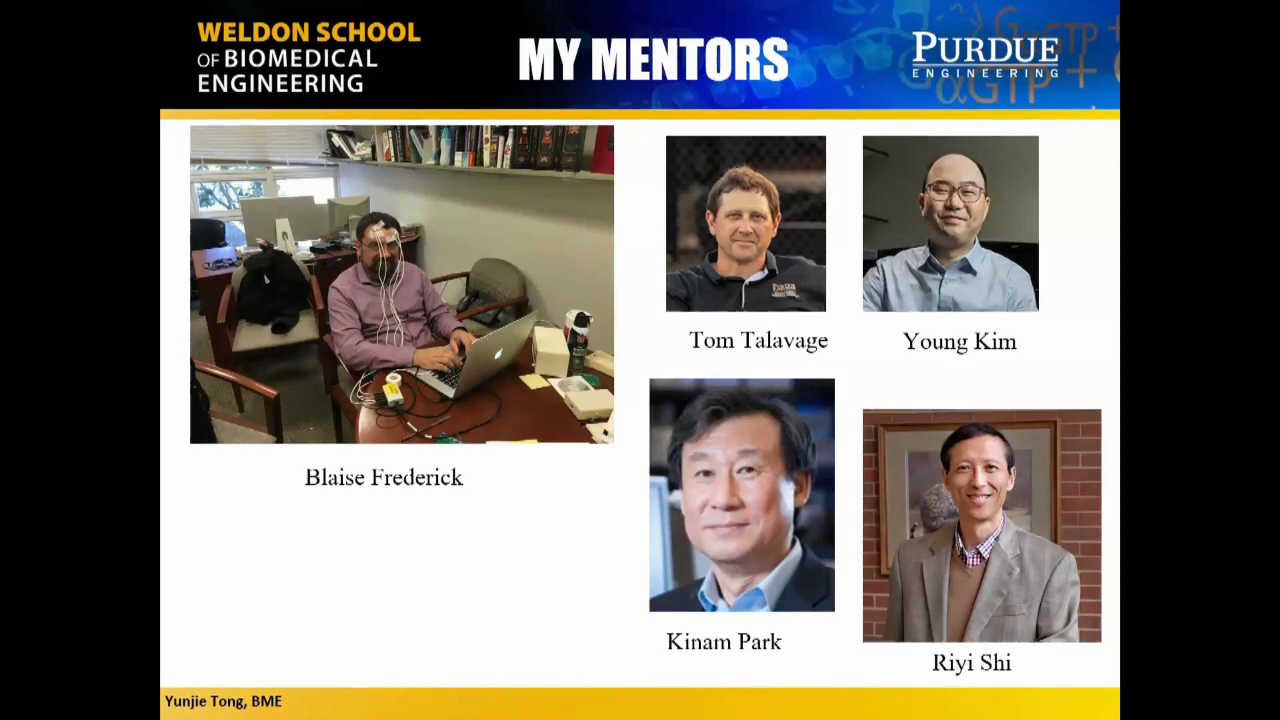 WELDON SCHOOL
OF BIOMEDICAL
ENGINEERING
MY MENTORS
PURDUE
ENGINEERING
Tom Talavage
Young Kim
Blaise Frederick
Kinam Park
Riyi Shi
Yunjie Tong, BME